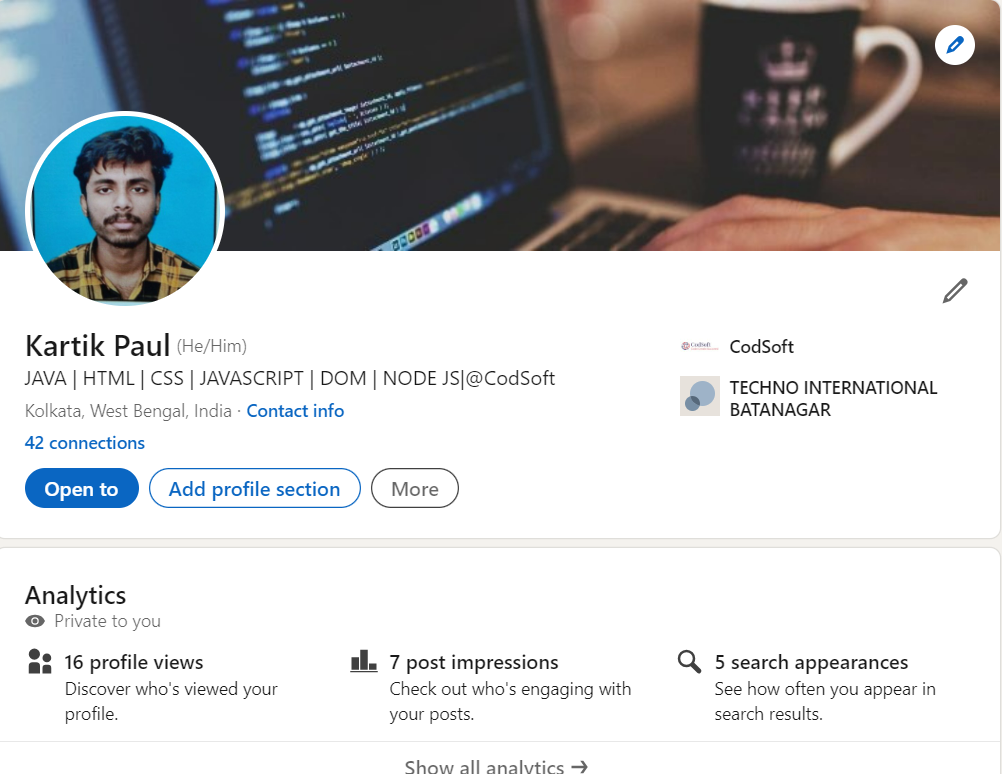 Kartik Paul (He/Him)
JAVA | HTML | CSS | JAVASCRIPT | DOM | NODE JS|@CodSoft
Kolkata, West Bengal, India · Contact info
42 connections
Open to
Add profile section
More
CodSoft
CodSoft
TECHNO INTERNATIONAL
BATANAGAR
Analytics
Private to you
16 profile views
Discover who's viewed your
profile.
7 post impressions
Check out who's engaging with
your posts.
5 search appearances
See how often you appear in
search results.
Show all analytics →